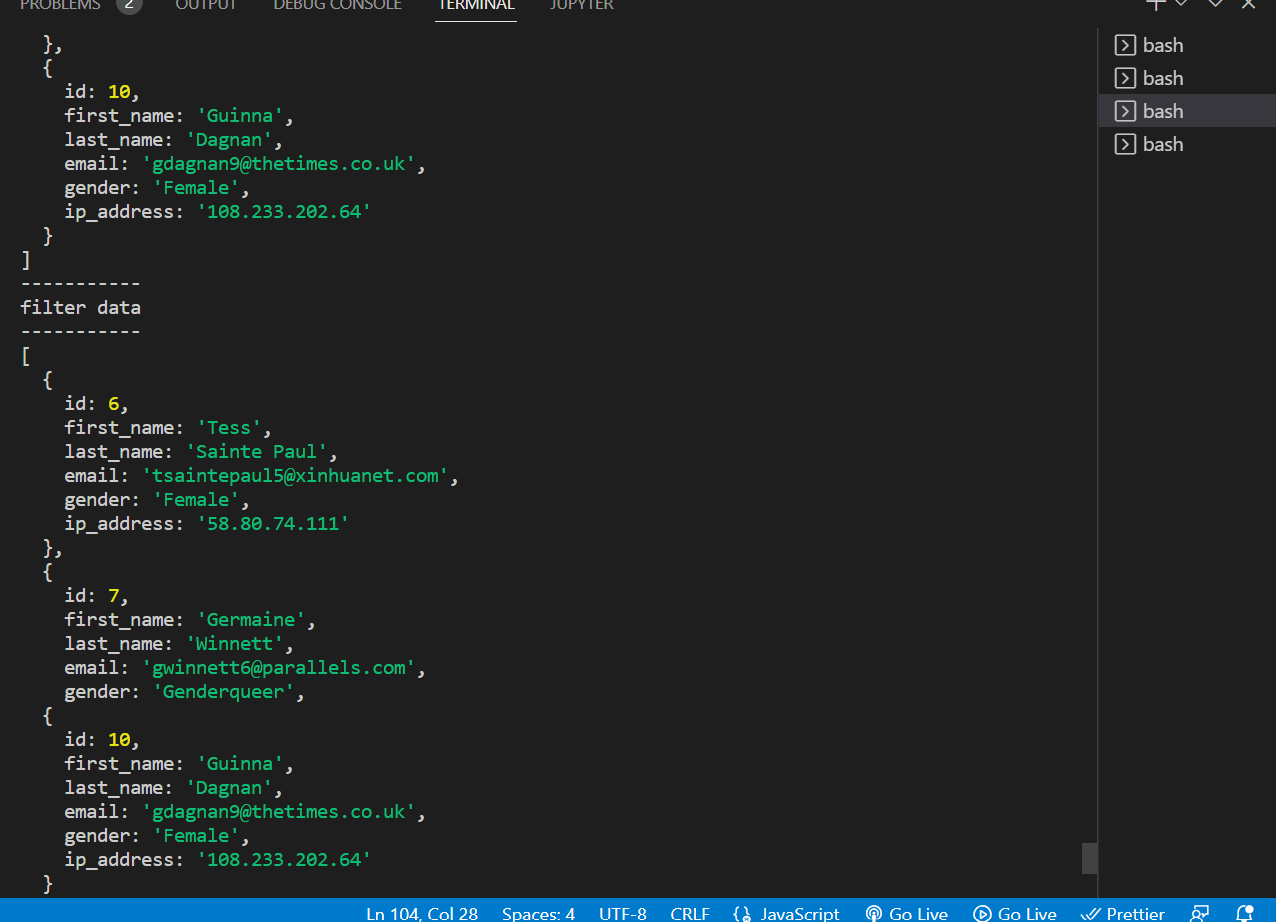 PROBLEMS 2 OUTPUT DEBUG CONSOLE TERMINAL JUPYTER
  },
  {
    id: 10,
    first_name: 'Guinna',
    last_name: 'Dagnan',
    email: 'gdagnan9@thetimes.co.uk',
    gender: 'Female',
    ip_address: '108.233.202.64'
  }
]
-----------
filter data
-----------
[
  {
    id: 6,
    first_name: 'Tess',
    last_name: 'Sainte Paul',
    email: 'tsaintepaul5@xinhuanet.com',
    gender: 'Female',
    ip_address: '58.80.74.111'
  },
  {
    id: 7,
    first_name: 'Germaine',
    last_name: 'Winnett',
    email: 'gwinnett6@parallels.com',
    gender: 'Genderqueer',
  {
    id: 10,
    first_name: 'Guinna',
    last_name: 'Dagnan',
    email: 'gdagnan9@thetimes.co.uk',
    gender: 'Female',
    ip_address: '108.233.202.64'
  }
bash
bash
bash
bash
Ln 104, Col 28 Spaces: 4 UTF-8 CRLF JavaScript Go Live Go Live Prettier